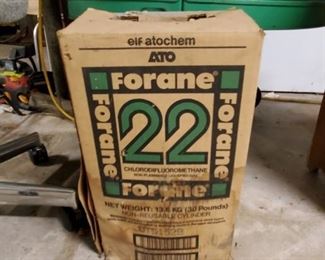 elf atochem
ATO
FORANE®
FORANE
FORANE
22
CHLORODIFLUOROMETHANE
FORANE®
NET WEIGHT: 13.6 KG (30 Pounds)
NON-REUSABLE CYLINDER